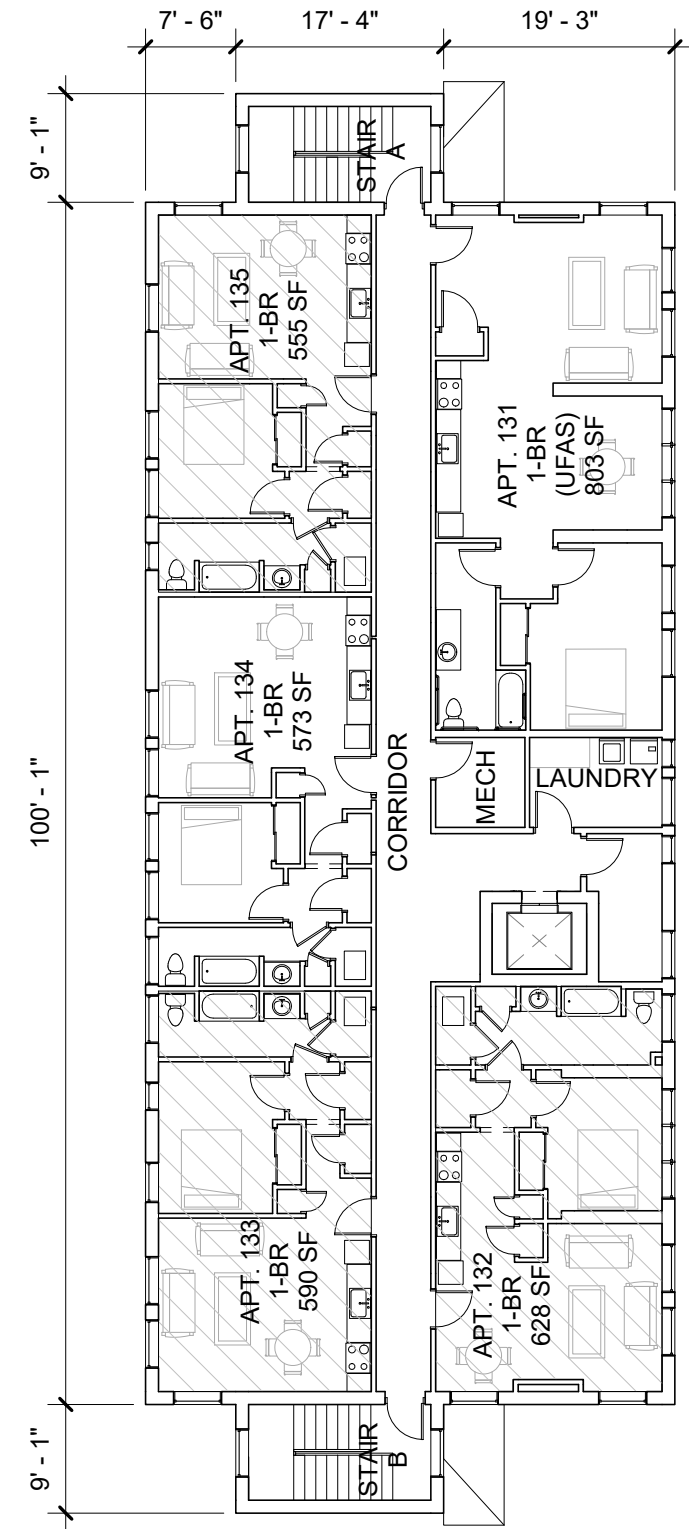 7' - 6"
17' - 4"
19' - 3"
9' - 1"
STAIR
A
APT. 135
1-BR
555 SF
APT. 131
1-BR
(UFAS)
803 SF
APT. 134
1-BR
573 SF
100' - 1"
CORRIDOR
MECH
LAUNDRY
APT. 133
1-BR
590 SF
APT. 132
1-BR
628 SF
9' - 1"
STAIR
B